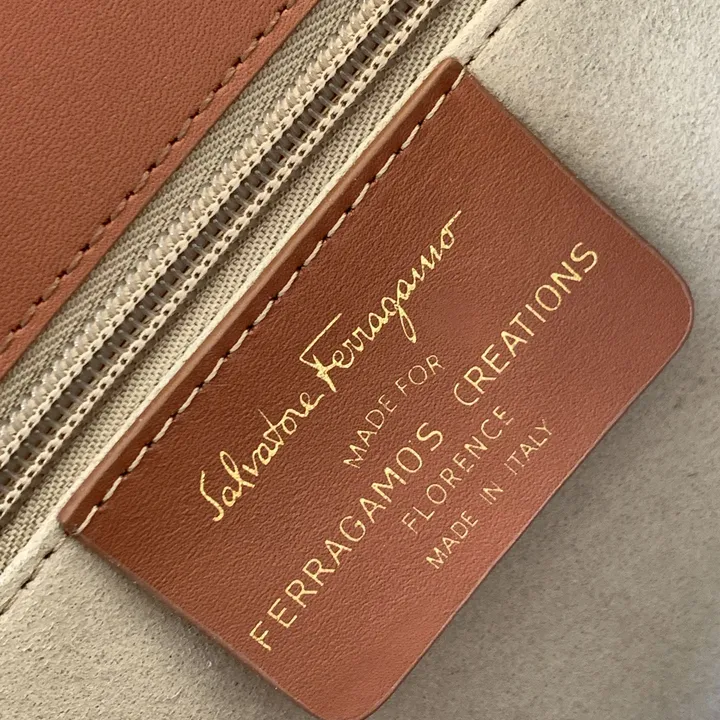 Salvatore Ferragamo
MADE FOR
FERRAGAMO'S CREATIONS
FLORENCE
MADE IN ITALY